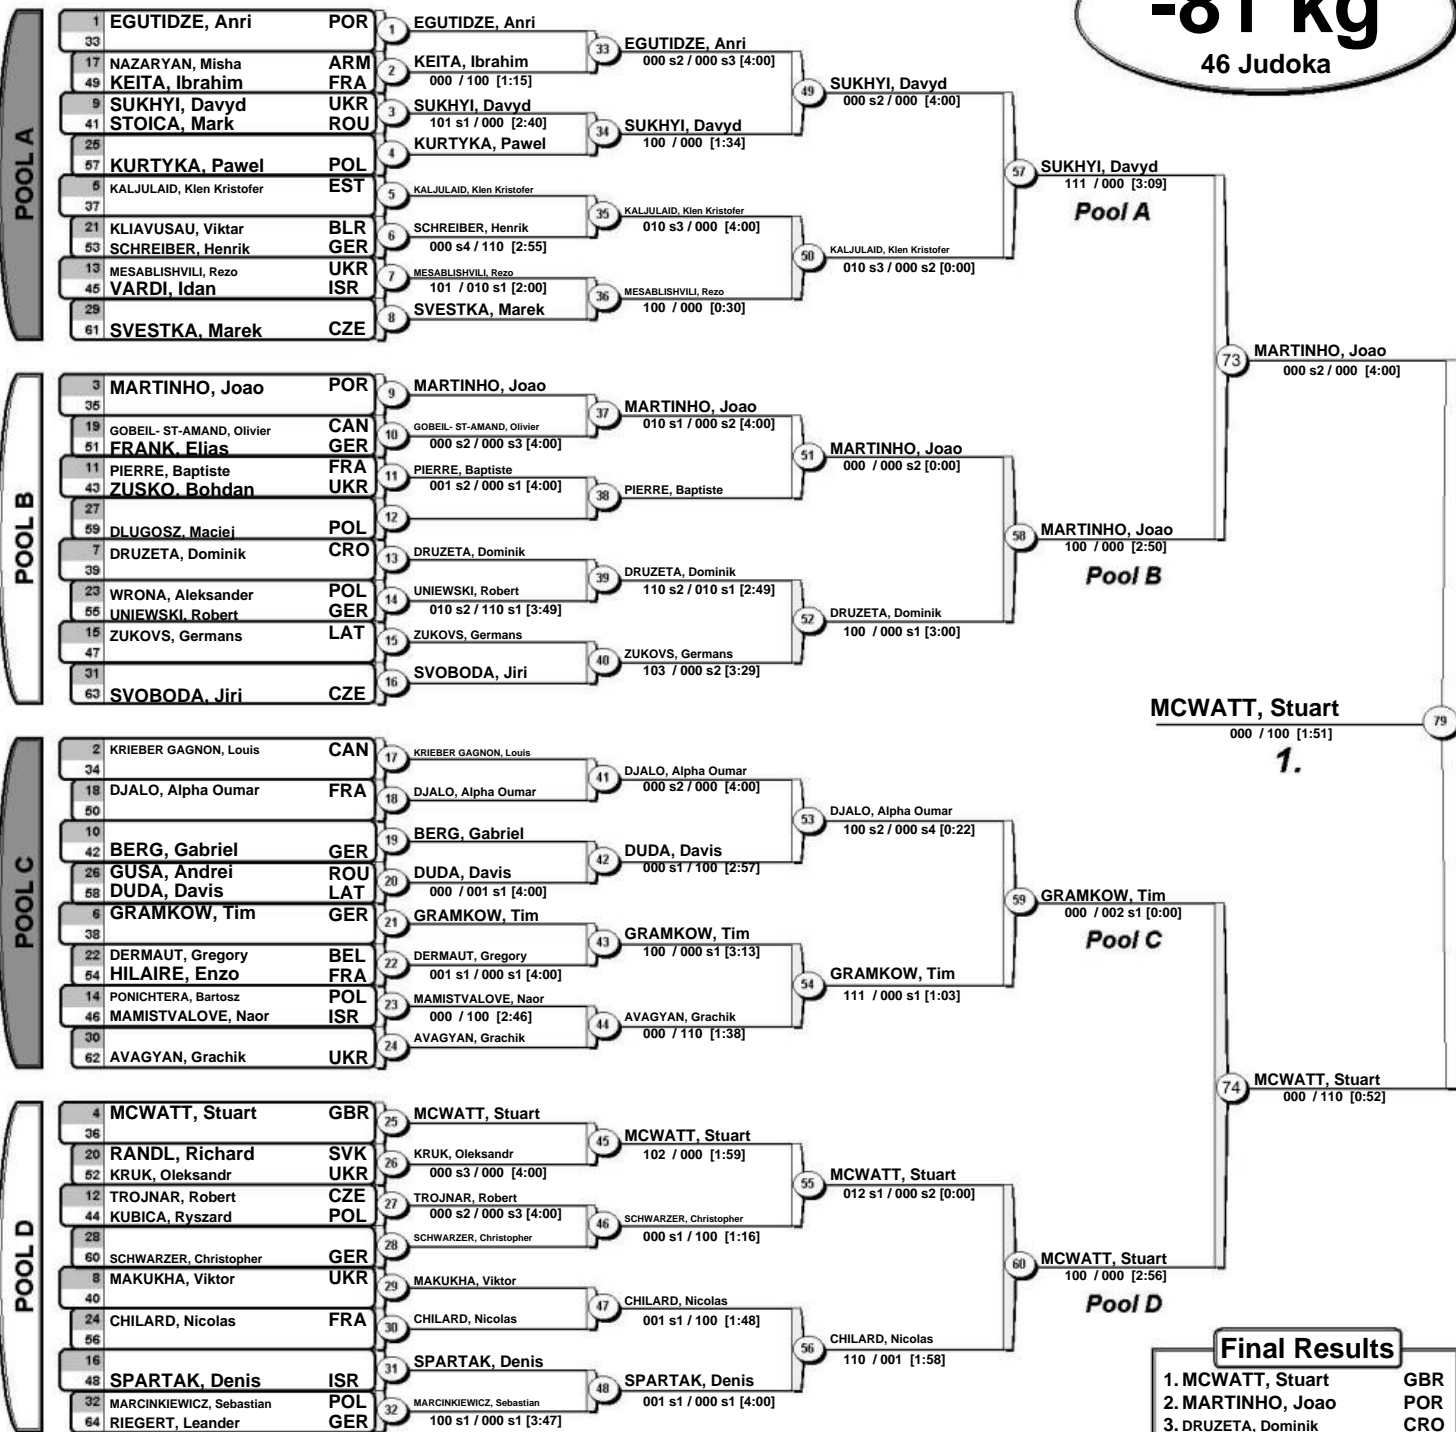 -81 kg
46 Judoka
POOL A
1 EGUTIDZE, Anri POR
33
17 NAZARYAN, Misha ARM
49 KEITA, Ibrahim FRA
9 SUKHYI, Davyd UKR
41 STOICA, Mark ROU
25
57 KURTYKA, Pawel POL
5 KALJULAID, Klen Kristofer EST
37
21 KLIAVUSAU, Viktar BLR
53 SCHREIBER, Henrik GER
13 MESABLISHVILI, Rezo UKR
45 VARDI, Idan ISR
29
61 SVESTKA, Marek CZE
1 EGUTIDZE, Anri
2 KEITA, Ibrahim
000 / 100 [1:15]
3 SUKHYI, Davyd
101 s1 / 000 [2:40]
4 KURTYKA, Pawel
5 KALJULAID, Klen Kristofer
6 SCHREIBER, Henrik
000 s4 / 110 [2:55]
7 MESABLISHVILI, Rezo
101 / 010 s1 [2:00]
8 SVESTKA, Marek
33 EGUTIDZE, Anri
000 s2 / 000 s3 [4:00]
34 SUKHYI, Davyd
100 / 000 [1:34]
35 KALJULAID, Klen Kristofer
010 s3 / 000 [4:00]
36 MESABLISHVILI, Rezo
100 / 000 [0:30]
49 SUKHYI, Davyd
000 s2 / 000 [4:00]
50 KALJULAID, Klen Kristofer
010 s3 / 000 s2 [0:00]
57 SUKHYI, Davyd
111 / 000 [3:09]
Pool A
POOL B
3 MARTINHO, Joao POR
35
19 GOBEIL- ST-AMAND, Olivier CAN
51 FRANK, Elias GER
11 PIERRE, Baptiste FRA
43 ZUSKO, Bohdan UKR
27
59 DLUGOSZ, Maciej POL
7 DRUZETA, Dominik CRO
39
23 WRONA, Aleksander POL
55 UNIEWSKI, Robert GER
15 ZUKOVS, Germans LAT
47
31
63 SVOBODA, Jiri CZE
9 MARTINHO, Joao
10 GOBEIL- ST-AMAND, Olivier
000 s2 / 000 s3 [4:00]
11 PIERRE, Baptiste
001 s2 / 000 s1 [4:00]
12
13 DRUZETA, Dominik
14 UNIEWSKI, Robert
010 s2 / 110 s1 [3:49]
15 ZUKOVS, Germans
16 SVOBODA, Jiri
37 MARTINHO, Joao
010 s1 / 000 s2 [4:00]
38 PIERRE, Baptiste
39 DRUZETA, Dominik
110 s2 / 010 s1 [2:49]
40 ZUKOVS, Germans
103 / 000 s2 [3:29]
51 MARTINHO, Joao
000 / 000 s2 [0:00]
52 DRUZETA, Dominik
100 / 000 s1 [3:00]
58 MARTINHO, Joao
100 / 000 [2:50]
Pool B
73 MARTINHO, Joao
000 s2 / 000 [4:00]
MCWATT, Stuart 79
000 / 100 [1:51]
1.
POOL C
2 KRIEBER GAGNON, Louis CAN
34
18 DJALO, Alpha Oumar FRA
50
10
42 BERG, Gabriel GER
26 GUSA, Andrei ROU
58 DUDA, Davis LAT
6 GRAMKOW, Tim GER
38
22 DERMAUT, Gregory BEL
54 HILAIRE, Enzo FRA
14 PONICHTERA, Bartosz POL
46 MAMISTVALOVE, Naor ISR
30
62 AVAGYAN, Grachik UKR
17 KRIEBER GAGNON, Louis
18 DJALO, Alpha Oumar
19 BERG, Gabriel
20 DUDA, Davis
000 / 001 s1 [4:00]
21 GRAMKOW, Tim
22 DERMAUT, Gregory
001 s1 / 000 s1 [4:00]
23 MAMISTVALOVE, Naor
000 / 100 [2:46]
24 AVAGYAN, Grachik
41 DJALO, Alpha Oumar
000 s2 / 000 [4:00]
42 DUDA, Davis
000 s1 / 100 [2:57]
43 GRAMKOW, Tim
100 / 000 s1 [3:13]
44 AVAGYAN, Grachik
000 / 110 [1:38]
53 DJALO, Alpha Oumar
100 s2 / 000 s4 [0:22]
54 GRAMKOW, Tim
111 / 000 s1 [1:03]
59 GRAMKOW, Tim
000 / 002 s1 [0:00]
Pool C
74 MCWATT, Stuart
000 / 110 [0:52]
POOL D
4 MCWATT, Stuart GBR
36
20 RANDL, Richard SVK
52 KRUK, Oleksandr UKR
12 TROJNAR, Robert CZE
44 KUBICA, Ryszard POL
28
60 SCHWARZER, Christopher GER
8 MAKUKHA, Viktor UKR
40
24 CHILARD, Nicolas FRA
56
16
48 SPARTAK, Denis ISR
32 MARCINKIEWICZ, Sebastian POL
64 RIEGERT, Leander GER
25 MCWATT, Stuart
26 KRUK, Oleksandr
000 s3 / 000 [4:00]
27 TROJNAR, Robert
000 s2 / 000 s3 [4:00]
28 SCHWARZER, Christopher
29 MAKUKHA, Viktor
30 CHILARD, Nicolas
31 SPARTAK, Denis
32 MARCINKIEWICZ, Sebastian
100 s1 / 000 s1 [3:47]
45 MCWATT, Stuart
102 / 000 [1:59]
46 SCHWARZER, Christopher
000 s1 / 100 [1:16]
47 CHILARD, Nicolas
001 s1 / 100 [1:48]
48 SPARTAK, Denis
001 s1 / 000 s1 [4:00]
55 MCWATT, Stuart
012 s1 / 000 s2 [0:00]
56 CHILARD, Nicolas
110 / 001 [1:58]
60 MCWATT, Stuart
100 / 000 [2:56]
Pool D
Final Results
1. MCWATT, Stuart GBR
2. MARTINHO, Joao POR
3. DRUZETA, Dominik CRO